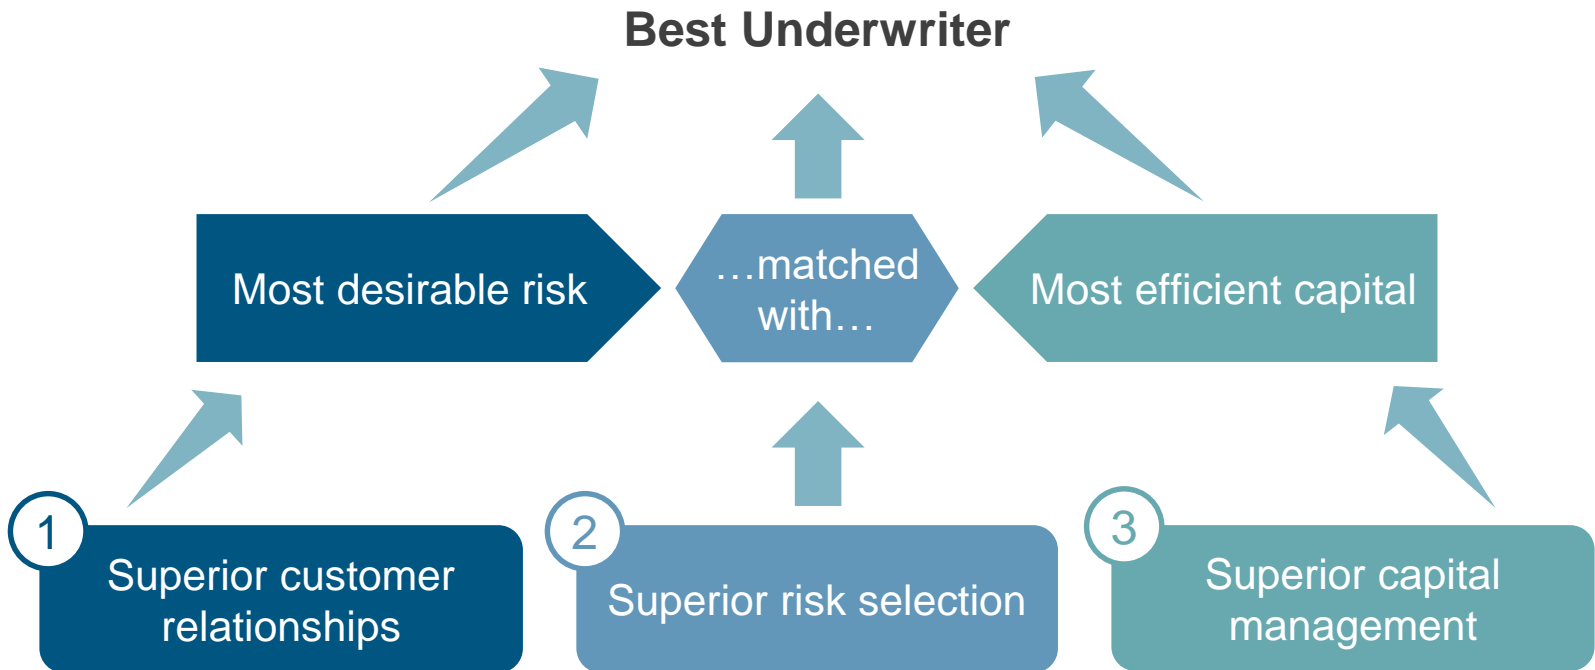 Best Underwriter
Most desirable risk
…matched
with…
Most efficient capital
1
Superior customer
relationships
2
Superior risk selection
3
Superior capital
management